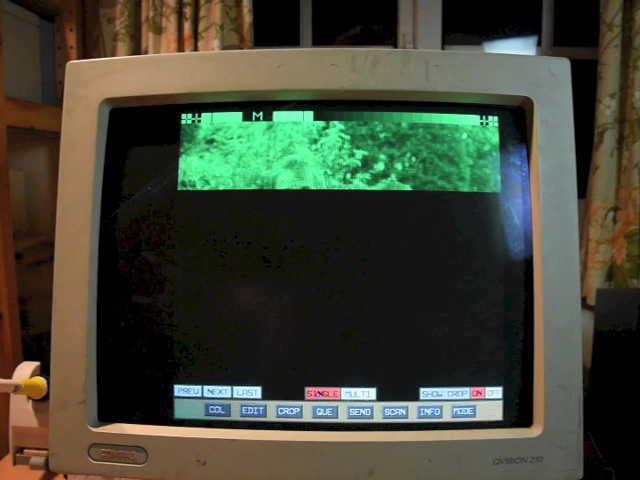 M
PREV NEXT LAST SINGLE MULTI SHOW CROP ON OFF
COL EDIT CROP QUE SEND SCAN INFO MODE
COMPAQ QVISION 210